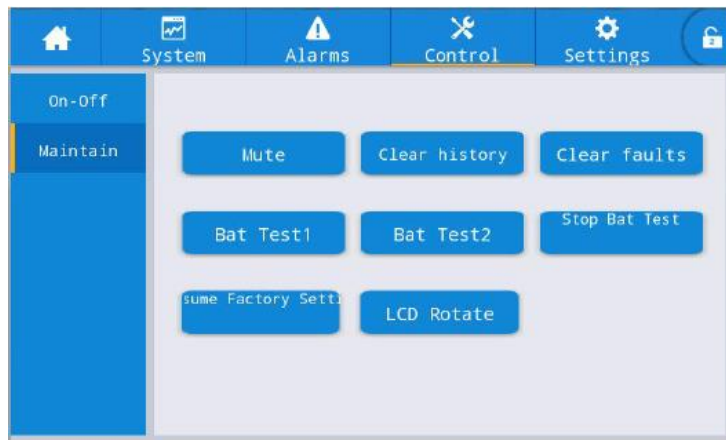 System Alarms Control Settings 2
On-Off
Maintain
Mute Clear history Clear faults
Bat Test1 Bat Test2 Stop Bat Test
sume Factory Setti LCD Rotate